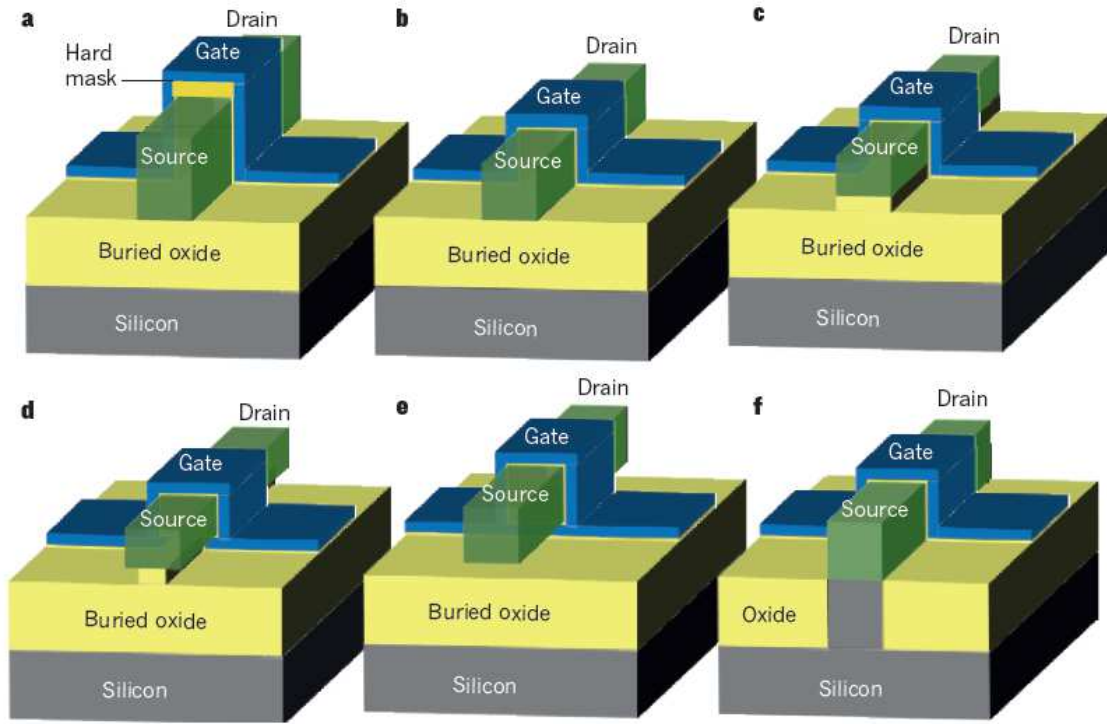 a
Drain
Hard
mask
Gate
Source
Buried oxide
Silicon
b
Drain
Gate
Source
Buried oxide
Silicon
c
Drain
Gate
Source
Buried oxide
Silicon
d
Drain
Gate
Source
Buried oxide
Silicon
e
Drain
Gate
Source
Buried oxide
Silicon
f
Drain
Gate
Source
Oxide
Silicon